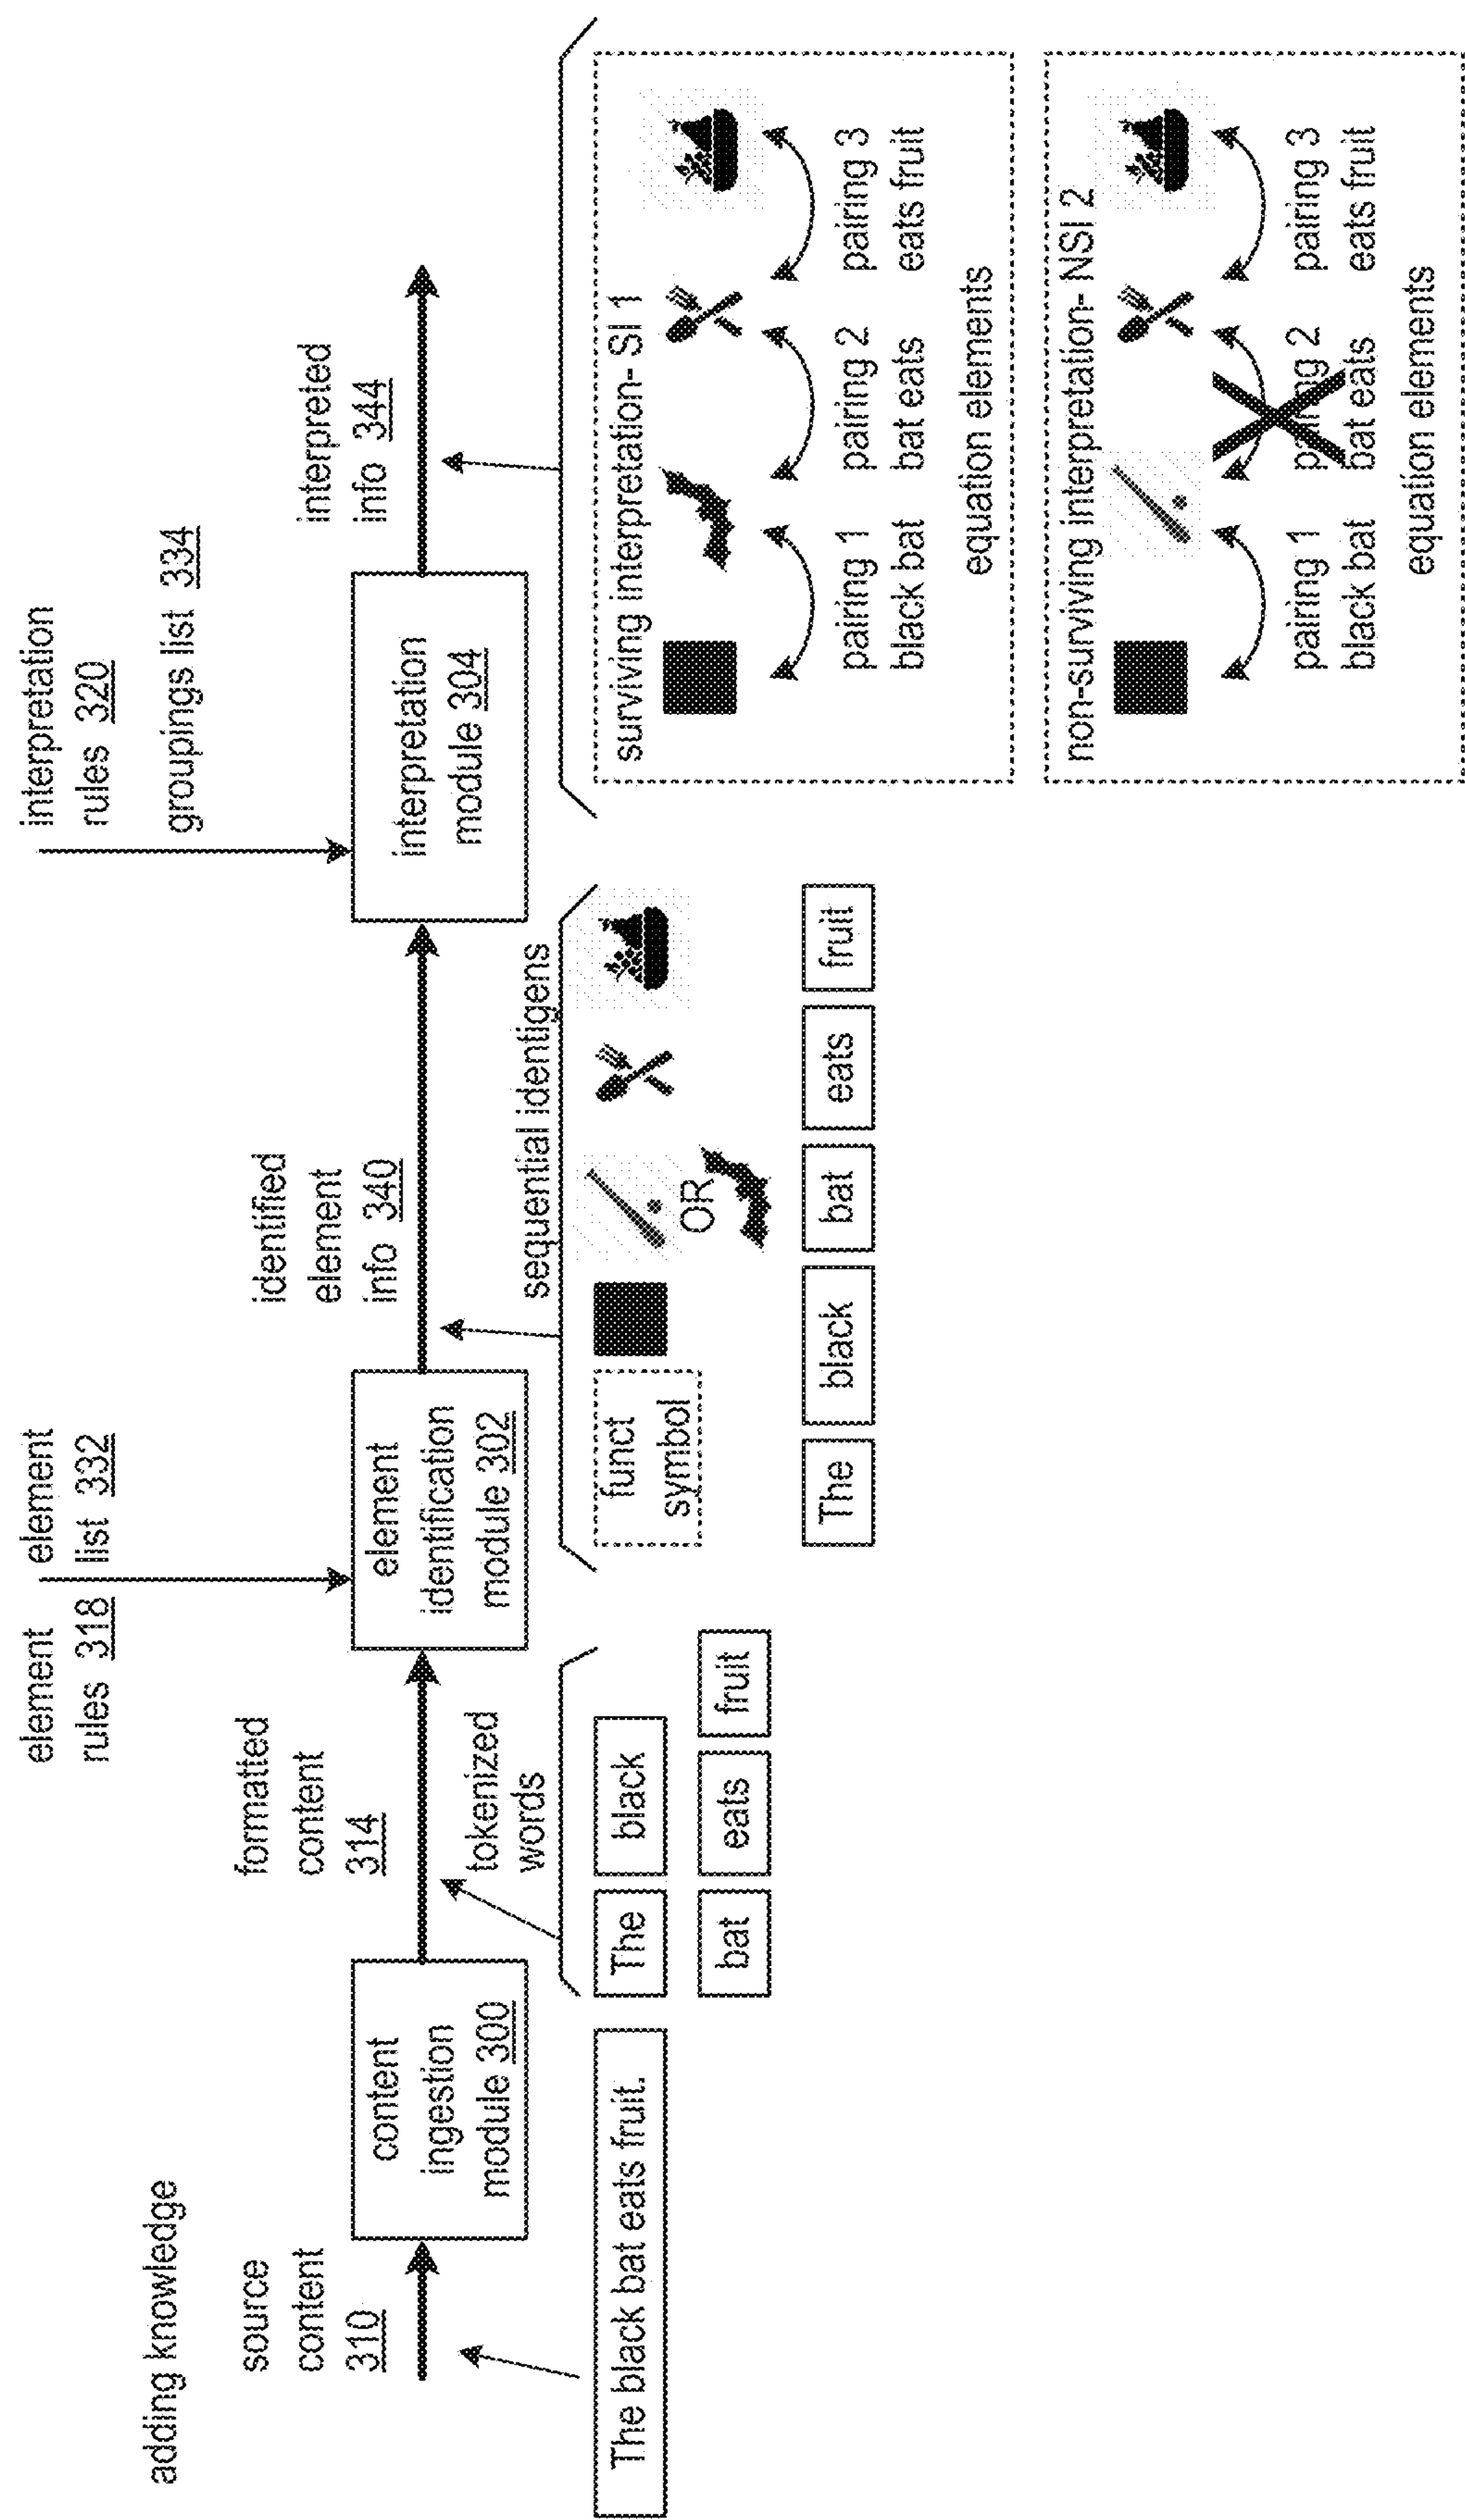 adding knowledge
source
content
310
content
ingestion
module 300
The black bat eats fruit.
formatted
content
314
tokenized
words
The
black
bat
eats
fruit
element
rules 318
element
list 332
element
identification
module 302
identified
element
info 340
sequential identigens
funct
symbol
OR
The
black
bat
eats
fruit
interpretation
rules 320
groupings list 334
interpretation
module 304
interpreted
info 344
surviving interpretation- SI 1
pairing 1
black bat
pairing 2
bat eats
pairing 3
eats fruit
equation elements
non-surviving interpretation- NSI 2
pairing 1
black bat
pairing 2
bat eats
pairing 3
eats fruit
equation elements